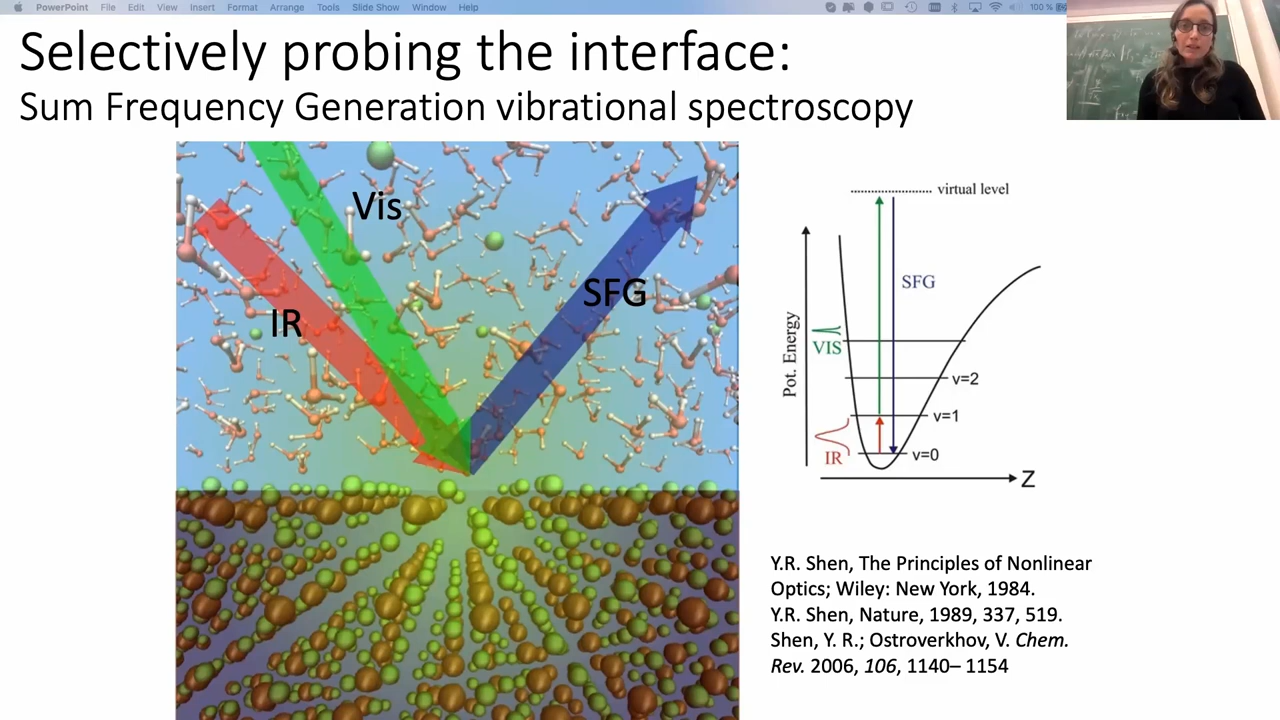 PowerPoint File Edit View Insert Format Arrange Tools Slide Show Window Help 100 %
Selectively probing the interface:
Sum Frequency Generation vibrational spectroscopy
Vis
IR
SFG
virtual level
SFG
Pot. Energy
VIS
v=2
v=1
IR
v=0
Z
Y.R. Shen, The Principles of Nonlinear
Optics; Wiley: New York, 1984.
Y.R. Shen, Nature, 1989, 337, 519.
Shen, Y. R.; Ostroverkhov, V. Chem.
Rev. 2006, 106, 1140– 1154